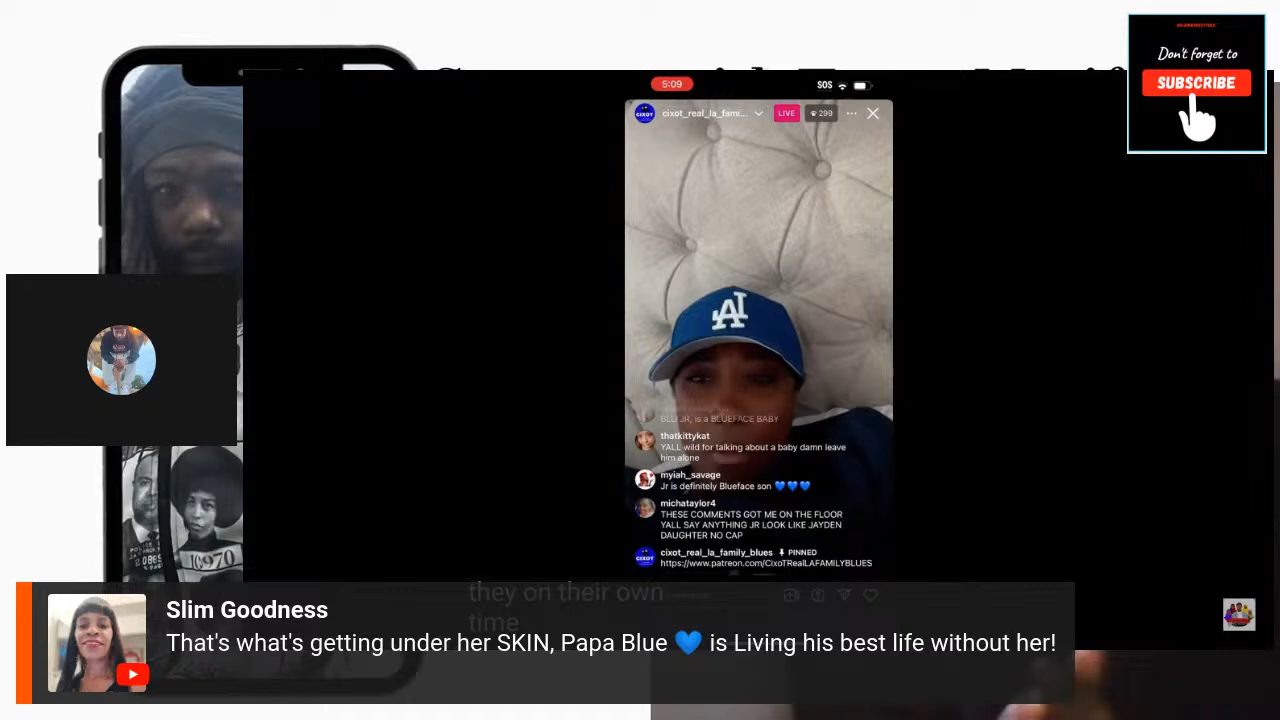 Don't forget to
SUBSCRIBE
5:09
SOS
CIXOT
cixot_real_la_fami...
LIVE
299
LA
BLU JR, is a BLUEFACE BABY
thatkittykat
YALL wild for talking about a baby damn leave
him alone
myiah_savage
Jr is definitely Blueface son 💙💙💙
michataylor4
THESE COMMENTS GOT ME ON THE FLOOR
YALL SAY ANYTHING JR LOOK LIKE JAYDEN
DAUGHTER NO CAP
CIXOT
cixot_real_la_family_blues PINNED
https://www.patreon.com/CixoTRealLAFAMILYBLUES
they on their own
time
Slim Goodness
That's what's getting under her SKIN, Papa Blue 💙 is Living his best life without her!